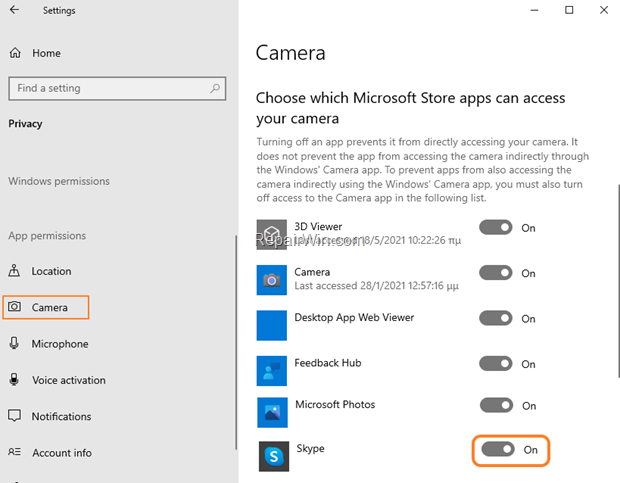 Settings
Home
Find a setting
Privacy
Windows permissions
App permissions
Location
Camera
Microphone
Voice activation
Notifications
Account info
Camera
Choose which Microsoft Store apps can access
your camera
Turning off an app prevents it from directly accessing your camera. It
does not prevent the app from accessing the camera indirectly through
the Windows' Camera app. To prevent apps from also accessing the
camera indirectly using the Windows' Camera app, you must also turn
off access to the Camera app in the following list.
3D Viewer
On
Last accessed 18/5/2021 10:22:26 πμ
RepairWin.com
Camera
On
Last accessed 28/1/2021 12:57:16 μμ
Desktop App Web Viewer
On
Feedback Hub
On
Microsoft Photos
On
Skype
On